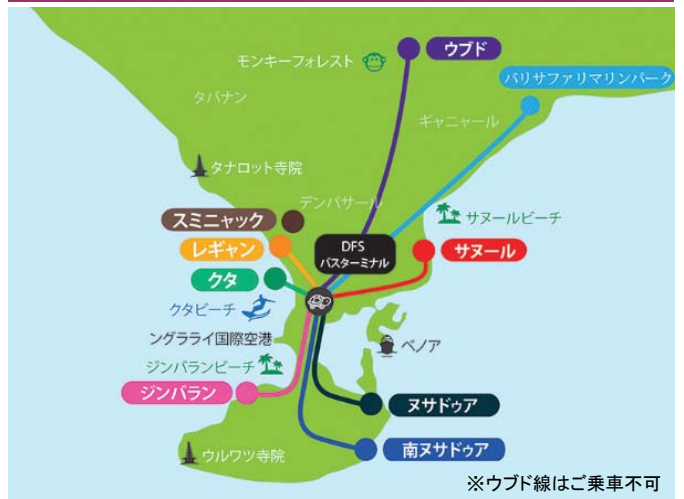 モンキーフォレスト
ウブド
バリサファリマリンパーク
タバナン
ギャニャール
タナロット寺院
デンパサール
サヌールビーチ
スミニャック
レギャン
DFS
バスターミナル
サヌール
クタ
クタビーチ
ングラライ国際空港
ベノア
ジンバランビーチ
ジンバラン
ヌサドゥア
ウルワツ寺院
南ヌサドゥア
※ウブド線はご乗車不可